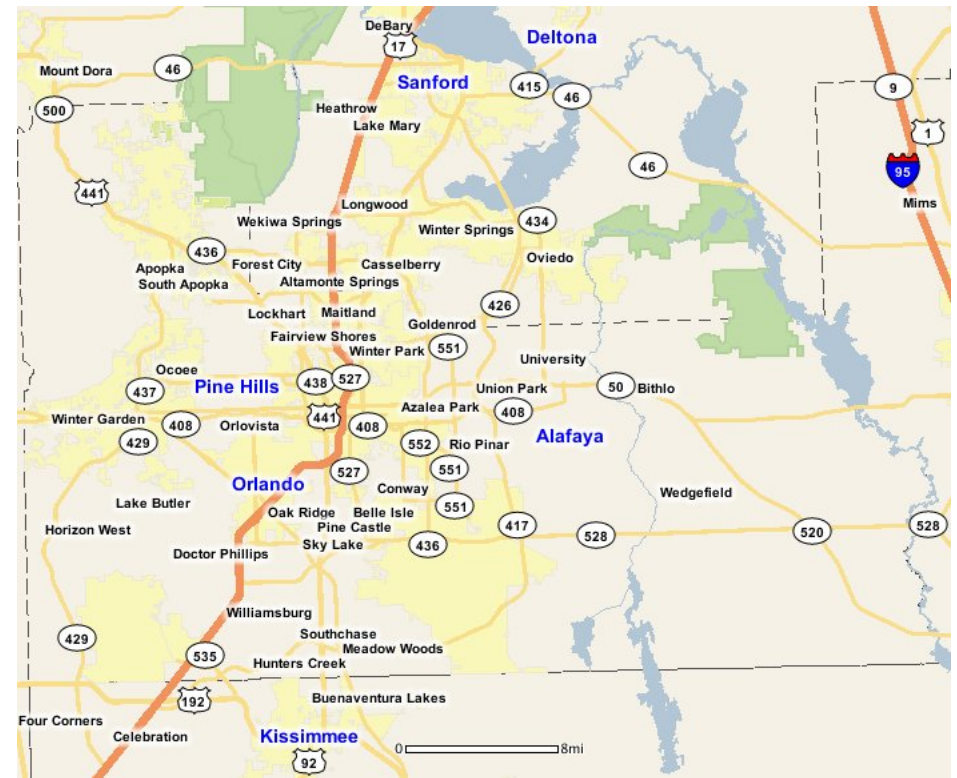 DeBary
17
Deltona
Mount Dora
46
Sanford
415
46
9
500
Heathrow
Lake Mary
1
46
95
441
Mims
Longwood
Wekiwa Springs
434
Winter Springs
436
Oviedo
Forest City
Casselberry
Apopka
South Apopka
Altamonte Springs
426
Lockhart
Maitland
Goldenrod
Fairview Shores
551
Winter Park
University
Ocoee
437
Pine Hills
438
527
Union Park
50
Bithlo
Azalea Park
408
Winter Garden
408
Orlovista
441
408
429
552
Rio Pinar
Alafaya
527
551
Orlando
Conway
Wedgefield
Lake Butler
551
Oak Ridge
Belle Isle
Horizon West
Pine Castle
417
528
520
528
Sky Lake
436
Doctor Phillips
Williamsburg
429
Southchase
535
Meadow Woods
Hunters Creek
192
Buenaventura Lakes
Four Corners
Celebration
Kissimmee
0
8mi
92